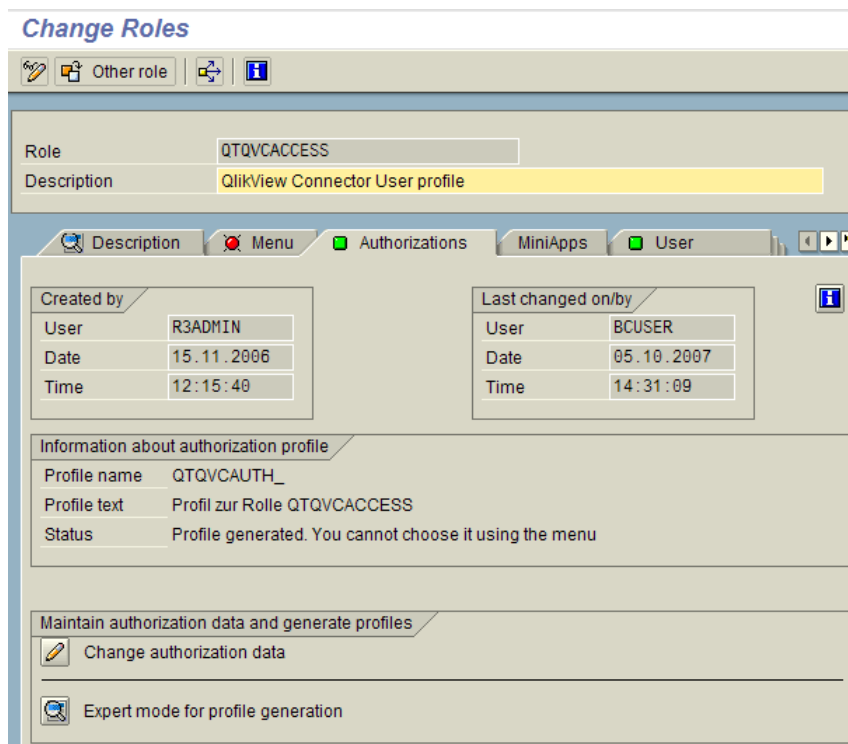 Change Roles
Other role
Role QTQVCACCESS
Description QlikView Connector User profile
Description Menu Authorizations MiniApps User
Created by Last changed on/by
User R3ADMIN User BCUSER
Date 15.11.2006 Date 05.10.2007
Time 12:15:40 Time 14:31:09
Information about authorization profile
Profile name QTQVCAUTH_
Profile text Profil zur Rolle QTQVCACCESS
Status Profile generated. You cannot choose it using the menu
Maintain authorization data and generate profiles
Change authorization data
Expert mode for profile generation